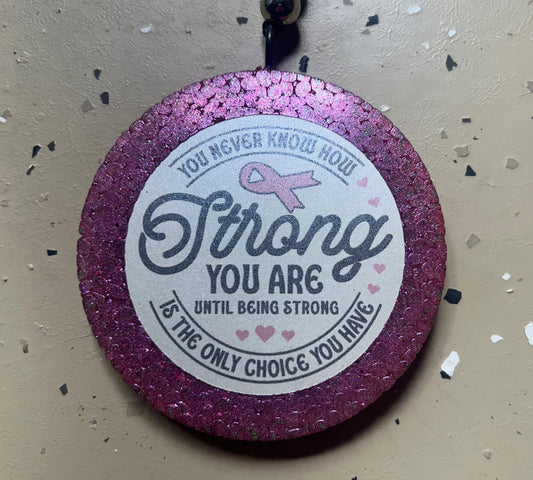 YOU NEVER KNOW HOW
Strong
YOU ARE
UNTIL BEING STRONG
IS THE ONLY CHOICE YOU HAVE